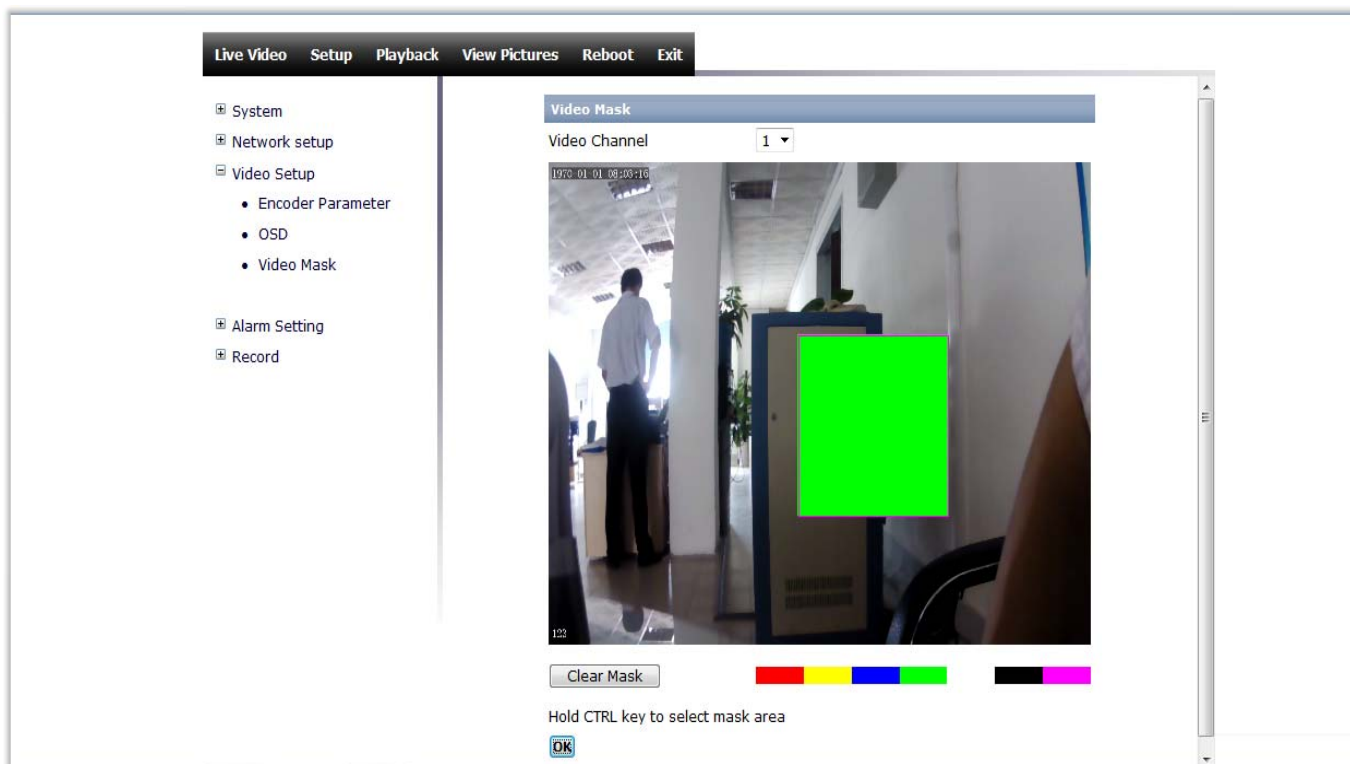 Live Video Setup Playback View Pictures Reboot Exit
System
Network setup
Video Setup
Encoder Parameter
OSD
Video Mask
Alarm Setting
Record
Video Mask
Video Channel 1
1970-01-01 08:03:16
123
Clear Mask
Hold CTRL key to select mask area
OK